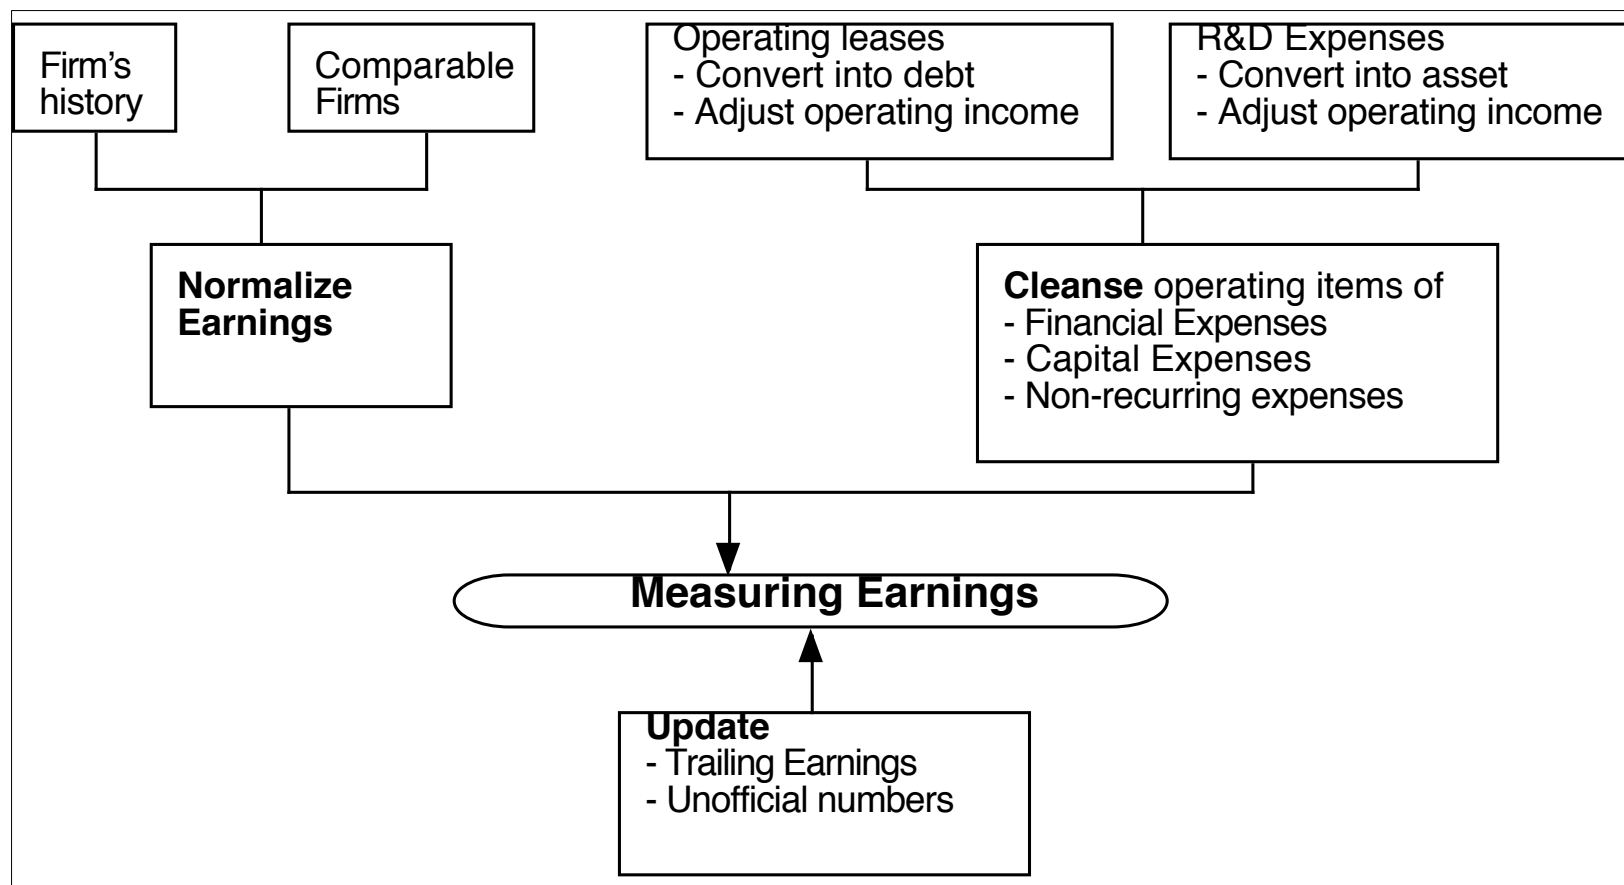 Firm's
history
Comparable
Firms
Operating leases
- Convert into debt
- Adjust operating income
R&D Expenses
- Convert into asset
- Adjust operating income
Normalize
Earnings
Cleanse operating items of
- Financial Expenses
- Capital Expenses
- Non-recurring expenses
Measuring Earnings
Update
- Trailing Earnings
- Unofficial numbers